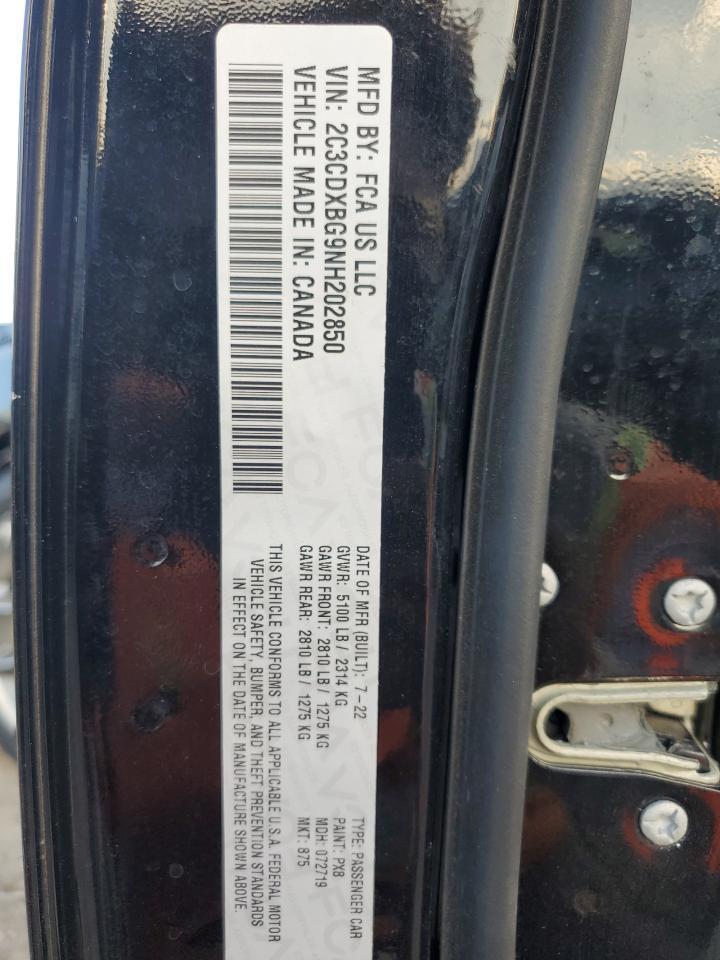 MFD BY: FCA US LLC
VIN: 2C3CDXBG9NH202850
VEHICLE MADE IN: CANADA
DATE OF MFR (BUILT): 7-22
GVWR: 5100 LB / 2314 KG
GAWR FRONT: 2810 LB / 1275 KG
GAWR REAR: 2810 LB / 1275 KG
TYPE: PASSENGER CAR
PAINT: PX8
MDH: 072719
MKT: 875
THIS VEHICLE CONFORMS TO ALL APPLICABLE U.S.A. FEDERAL MOTOR
VEHICLE SAFETY, BUMPER, AND THEFT PREVENTION STANDARDS
IN EFFECT ON THE DATE OF MANUFACTURE SHOWN ABOVE.